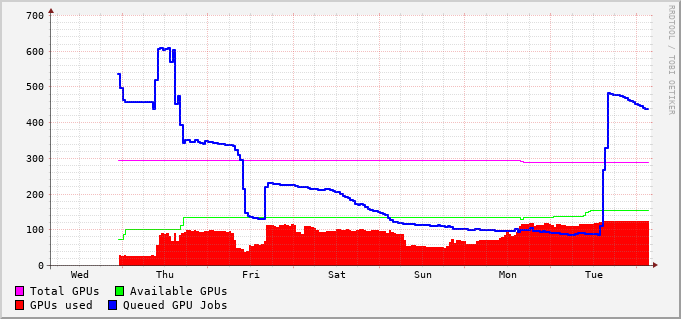 700
600
500
400
300
200
100
0
Wed Thu Fri Sat Sun Mon Tue
RRDTOOL / TOBI OETIKER
Total GPUs Available GPUs
GPUs used Queued GPU Jobs